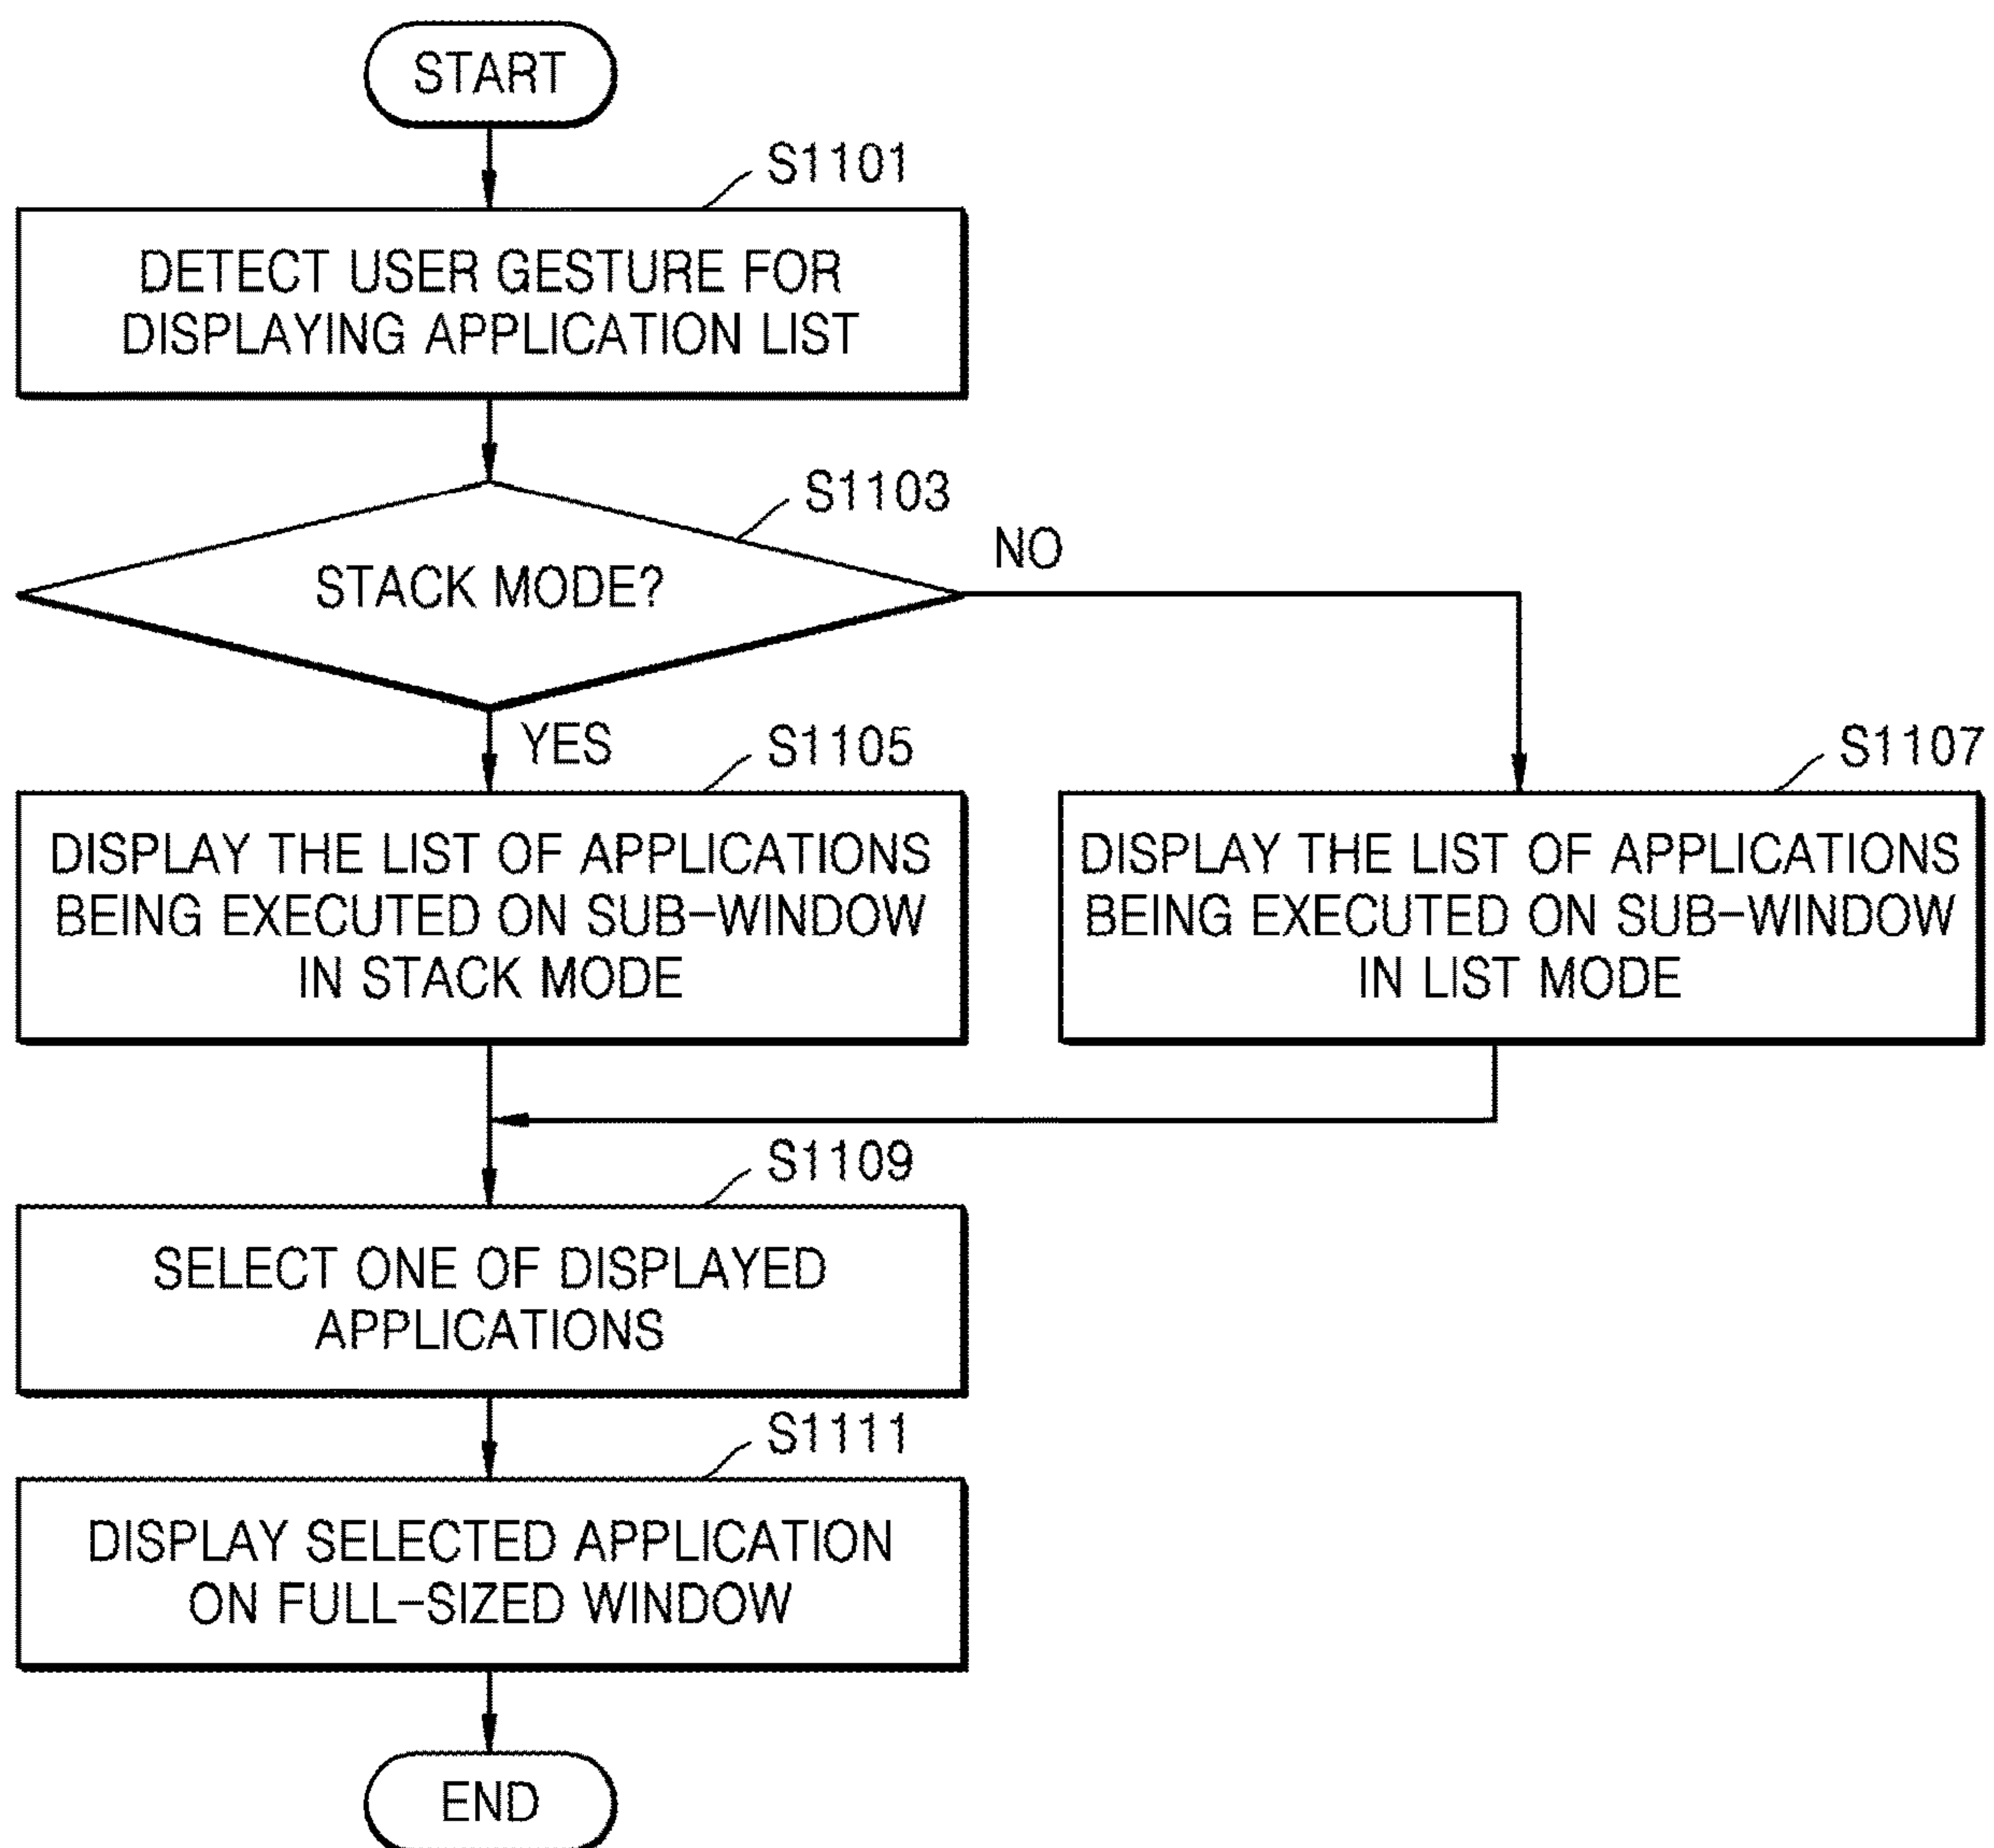 START
S1101
DETECT USER GESTURE FOR
DISPLAYING APPLICATION LIST
S1103
STACK MODE?
NO
YES
S1105
DISPLAY THE LIST OF APPLICATIONS
BEING EXECUTED ON SUB-WINDOW
IN STACK MODE
S1107
DISPLAY THE LIST OF APPLICATIONS
BEING EXECUTED ON SUB-WINDOW
IN LIST MODE
S1109
SELECT ONE OF DISPLAYED
APPLICATIONS
S1111
DISPLAY SELECTED APPLICATION
ON FULL-SIZED WINDOW
END